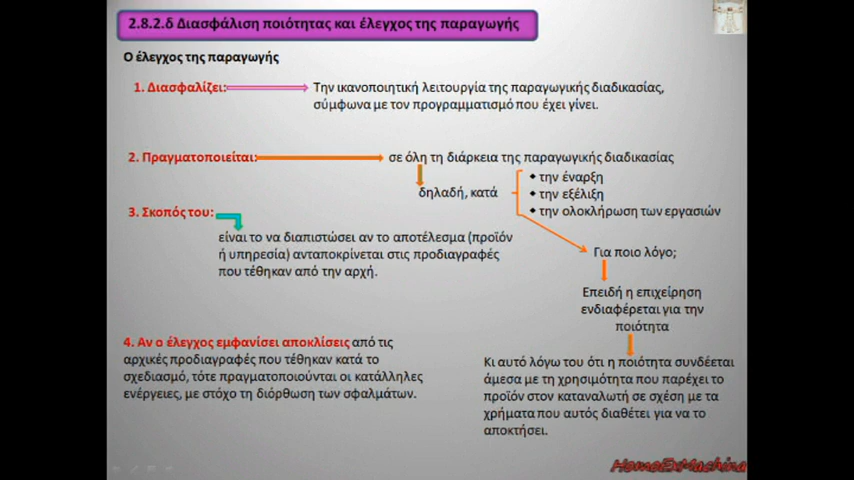 2.8.2.δ Διασφάλιση ποιότητας και έλεγχος της παραγωγής
Ο έλεγχος της παραγωγής
1. Διασφαλίζει:
Την ικανοποιητική λειτουργία της παραγωγικής διαδικασίας,
σύμφωνα με τον προγραμματισμό που έχει γίνει.
2. Πραγματοποιείται:
σε όλη τη διάρκεια της παραγωγικής διαδικασίας
δηλαδή, κατά
την έναρξη
την εξέλιξη
την ολοκλήρωση των εργασιών
3. Σκοπός του:
είναι το να διαπιστώσει αν το αποτέλεσμα (προϊόν
ή υπηρεσία) ανταποκρίνεται στις προδιαγραφές
που τέθηκαν από την αρχή.
Για ποιο λόγο;
Επειδή η επιχείρηση
ενδιαφέρεται για την
ποιότητα
4. Αν ο έλεγχος εμφανίσει αποκλίσεις από τις
αρχικές προδιαγραφές που τέθηκαν κατά το
σχεδιασμό, τότε πραγματοποιούνται οι κατάλληλες
ενέργειες, με στόχο τη διόρθωση των σφαλμάτων.
Κι αυτό λόγω του ότι η ποιότητα συνδέεται
άμεσα με τη χρησιμότητα που παρέχει το
προϊόν στον καταναλωτή σε σχέση με τα
χρήματα που αυτός διαθέτει για να το
αποκτήσει.
HomoExMachina